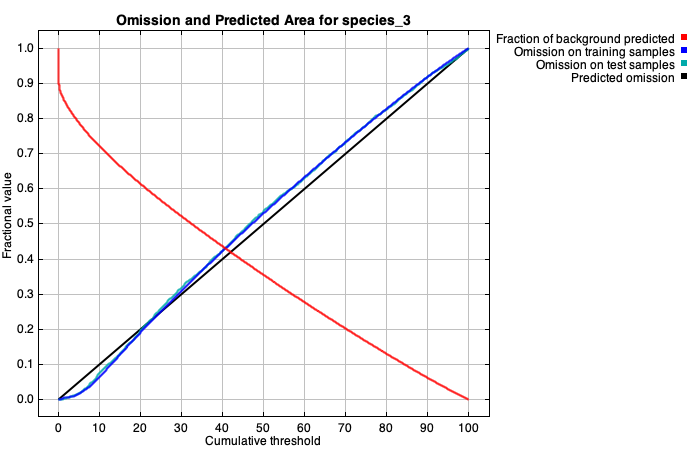 Omission and Predicted Area for species_3
Fraction of background predicted
Omission on training samples
Omission on test samples
Predicted omission
Fractional value
1.0
0.9
0.8
0.7
0.6
0.5
0.4
0.3
0.2
0.1
0.0
0 10 20 30 40 50 60 70 80 90 100
Cumulative threshold